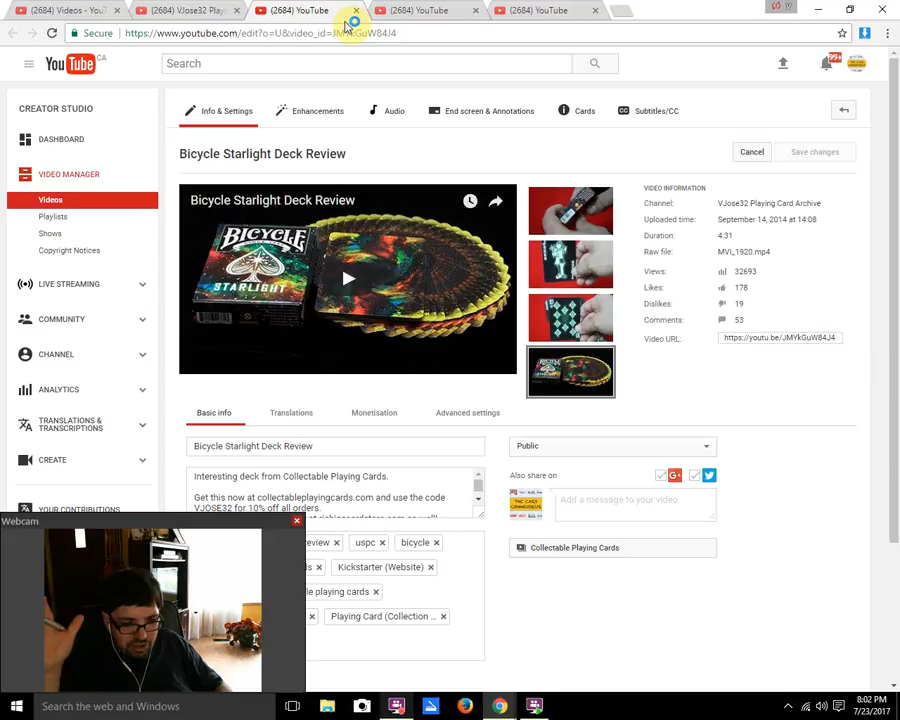 (2684) Videos - You
(2684) VJose32 Play
(2684) YouTube
(2684) YouTube
(2684) YouTube
Secure
https://www.youtube.com/edit?o=U&video_id=JMYkGuW84J4
YouTube CA
Search
99+
CREATOR STUDIO
DASHBOARD
VIDEO MANAGER
Videos
Playlists
Shows
Copyright Notices
LIVE STREAMING
COMMUNITY
CHANNEL
ANALYTICS
TRANSLATIONS &
TRANSCRIPTIONS
CREATE
YOUR CONTRIBUTIONS
Info & Settings
Enhancements
Audio
End screen & Annotations
Cards
CC Subtitles/CC
Bicycle Starlight Deck Review
Cancel
Save changes
Bicycle Starlight Deck Review
BICYCLE
STARLIGHT
VIDEO INFORMATION
Channel: VJose32 Playing Card Archive
Uploaded time: September 14, 2014 at 14:08
Duration: 4:31
Raw file: MVI_1920.mp4
Views: 32693
Likes: 178
Dislikes: 19
Comments: 53
Video URL: https://youtu.be/JMYkGuW84J4
Basic info
Translations
Monetisation
Advanced settings
Bicycle Starlight Deck Review
Interesting deck from Collectable Playing Cards.
Get this now at collectableplayingcards.com and use the code
VJOSE32 for 10% off all orders.
Public
Also share on
G+
Add a message to your video
Collectable Playing Cards
review
uspc
bicycle
Kickstarter (Website)
le playing cards
Playing Card (Collection ...
Webcam
Search the web and Windows
8:02 PM
7/23/2017